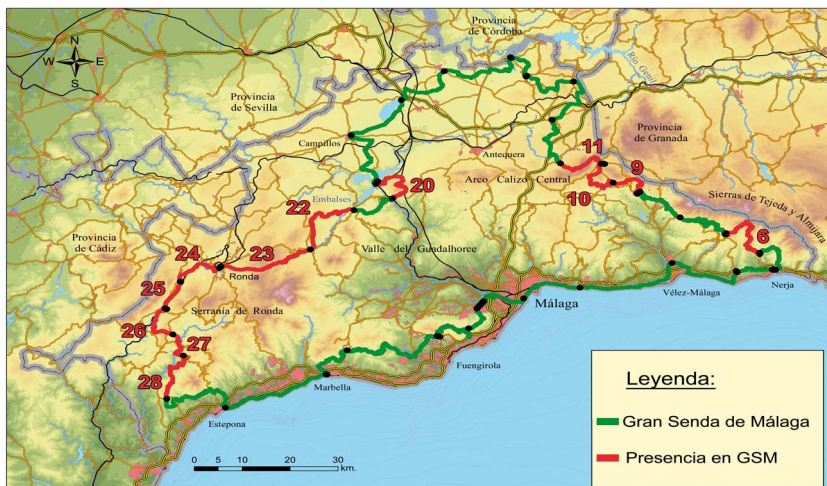 Provincia
de Córdoba
N
W E
S
Río Genil
Provincia
de Sevilla
Provincia
de Granada
Campillos
Antequera
11
9
Arco Calizo Central
20
10
Embalses
22
Sierras de Tejeda y Almijara
Provincia
de Cádiz
24
23
Valle del Guadalhorce
6
Ronda
25
Vélez-Málaga
Nerja
Málaga
26
Serranía de Ronda
27
Fuengirola
28
Marbella
Leyenda:
Estepona
Gran Senda de Málaga
Presencia en GSM
0 5 10 20 30
km.